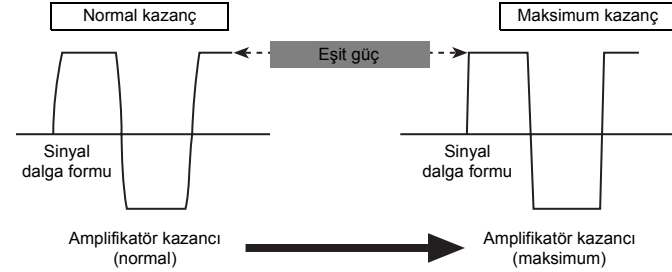 Normal kazanç
Maksimum kazanç
Eşit güç
Sinyal
dalga formu
Sinyal
dalga formu
Amplifikatör kazancı
(normal)
Amplifikatör kazancı
(maksimum)